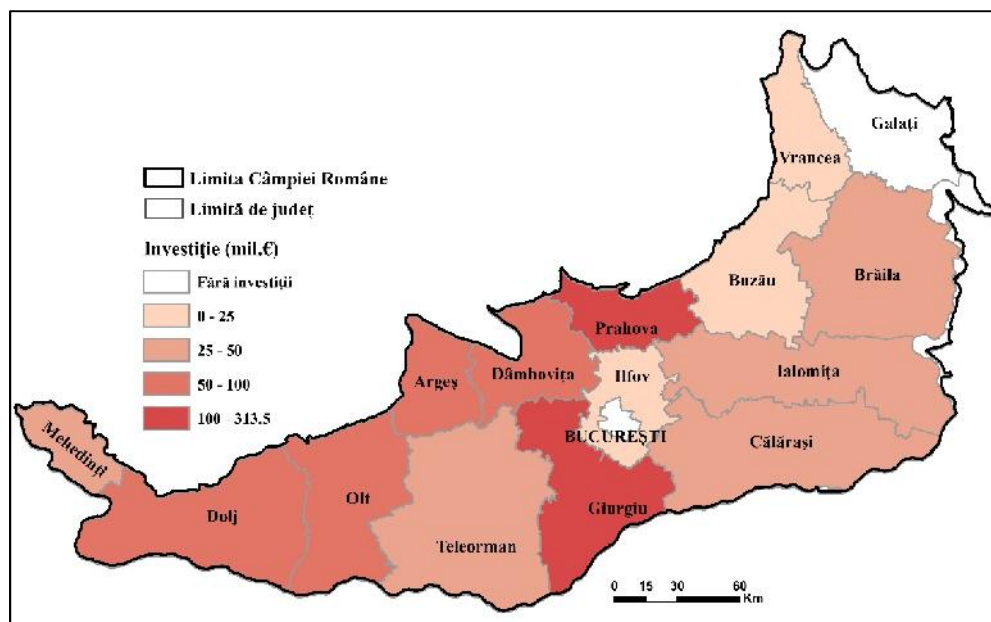 Galați
Vrancea
Limita Câmpiei Române
Limită de județ
Investiție (mil.€)
Fără investiții
0 - 25
25 - 50
50 - 100
100 - 313.5
Buzău
Brăila
Prahova
Argeș
Dâmbovița
Ilfov
Ialomița
Mehedinți
BUCUREȘTI
Călărași
Olt
Dolj
Giurgiu
Teleorman
0 15 30 60
Km